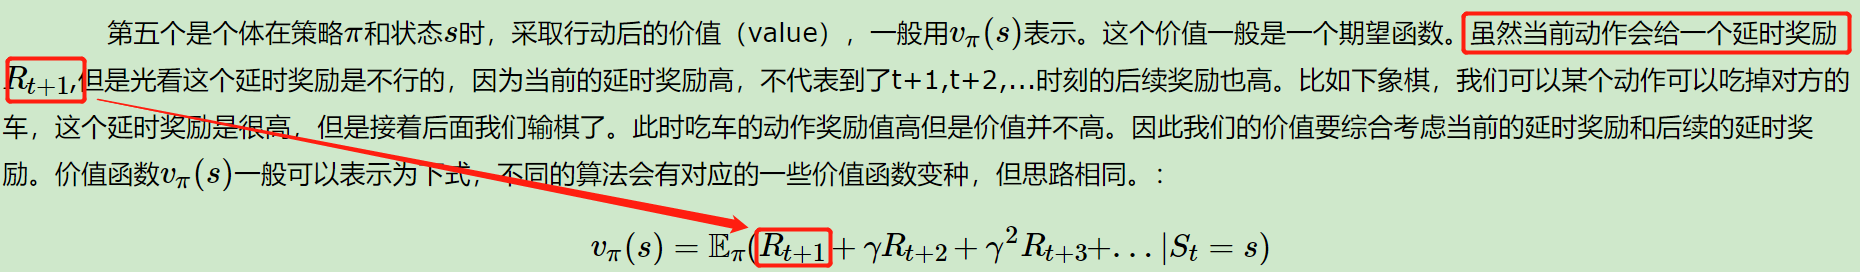 第五个是个体在策略π和状态s时，采取行动后的价值（value），一般用vπ(s)表示。这个价值一般是一个期望函数。虽然当前动作会给一个延时奖励
Rt+1,但是光看这个延时奖励是不行的，因为当前的延时奖励高，不代表到了t+1,t+2,...时刻的后续奖励也高。比如下象棋，我们可以某个动作可以吃掉对方的
车，这个延时奖励是很高，但是接着后面我们输棋了。此时吃车的动作奖励值高但是价值并不高。因此我们的价值要综合考虑当前的延时奖励和后续的延时奖
励。价值函数vπ(s)一般可以表示为下式，不同的算法会有对应的一些价值函数变种，但思路相同。：
vπ(s) = 𝔼π(Rt+1 + γRt+2 + γ²Rt+3+...|St = s)